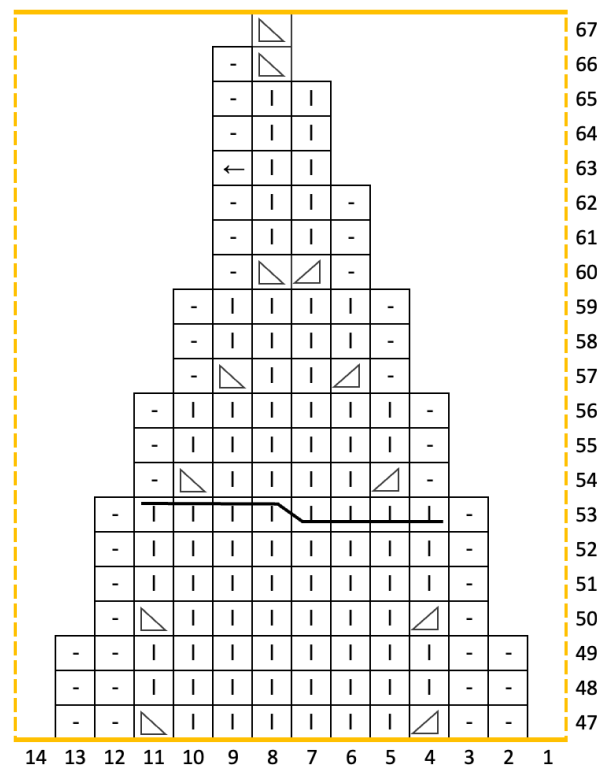 67
- 66
- I I 65
- I I 64
← I I 63
- I I - 62
- I I - 61
- - 60
- I I I I - 59
- I I I I - 58
- I I - 57
- I I I I I I - 56
- I I I I I I - 55
- I I I I - 54
- I I I I I I I I - 53
- I I I I I I I I - 52
- I I I I I I I I - 51
- I I I I I I - 50
- - I I I I I I I I - - 49
- - I I I I I I I I - - 48
- - I I I I I I - - 47
14 13 12 11 10 9 8 7 6 5 4 3 2 1